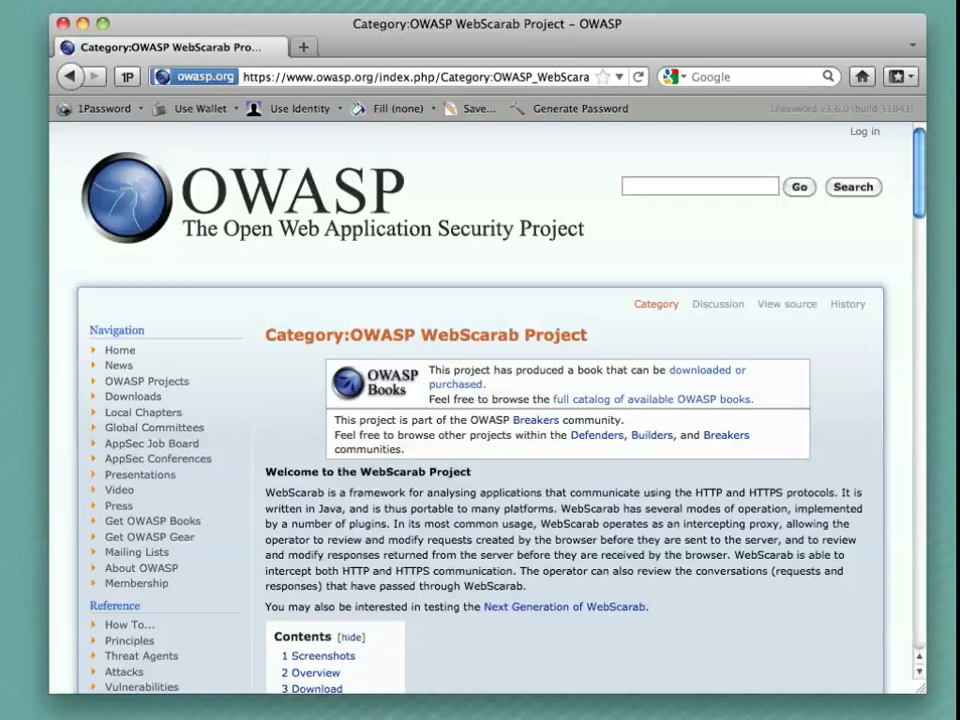 Category:OWASP WebScarab Project – OWASP
Category:OWASP WebScarab Pro...
+
1P
owasp.org
https://www.owasp.org/index.php/Category:OWASP_WebScara
Google
1Password
Use Wallet
Use Identity
Fill (none)
Save...
Generate Password
1Password v3.6.0 (build 31843)
Log in
OWASP
The Open Web Application Security Project
Go
Search
Category
Discussion
View source
History
Navigation
Home
News
OWASP Projects
Downloads
Local Chapters
Global Committees
AppSec Job Board
AppSec Conferences
Presentations
Video
Press
Get OWASP Books
Get OWASP Gear
Mailing Lists
About OWASP
Membership
Reference
How To...
Principles
Threat Agents
Attacks
Vulnerabilities
Category:OWASP WebScarab Project
OWASP
Books
This project has produced a book that can be downloaded or
purchased.
Feel free to browse the full catalog of available OWASP books.
This project is part of the OWASP Breakers community.
Feel free to browse other projects within the Defenders, Builders, and Breakers
communities.
Welcome to the WebScarab Project
WebScarab is a framework for analysing applications that communicate using the HTTP and HTTPS protocols. It is
written in Java, and is thus portable to many platforms. WebScarab has several modes of operation, implemented
by a number of plugins. In its most common usage, WebScarab operates as an intercepting proxy, allowing the
operator to review and modify requests created by the browser before they are sent to the server, and to review
and modify responses returned from the server before they are received by the browser. WebScarab is able to
intercept both HTTP and HTTPS communication. The operator can also review the conversations (requests and
responses) that have passed through WebScarab.
You may also be interested in testing the Next Generation of WebScarab.
Contents [hide]
1 Screenshots
2 Overview
3 Download